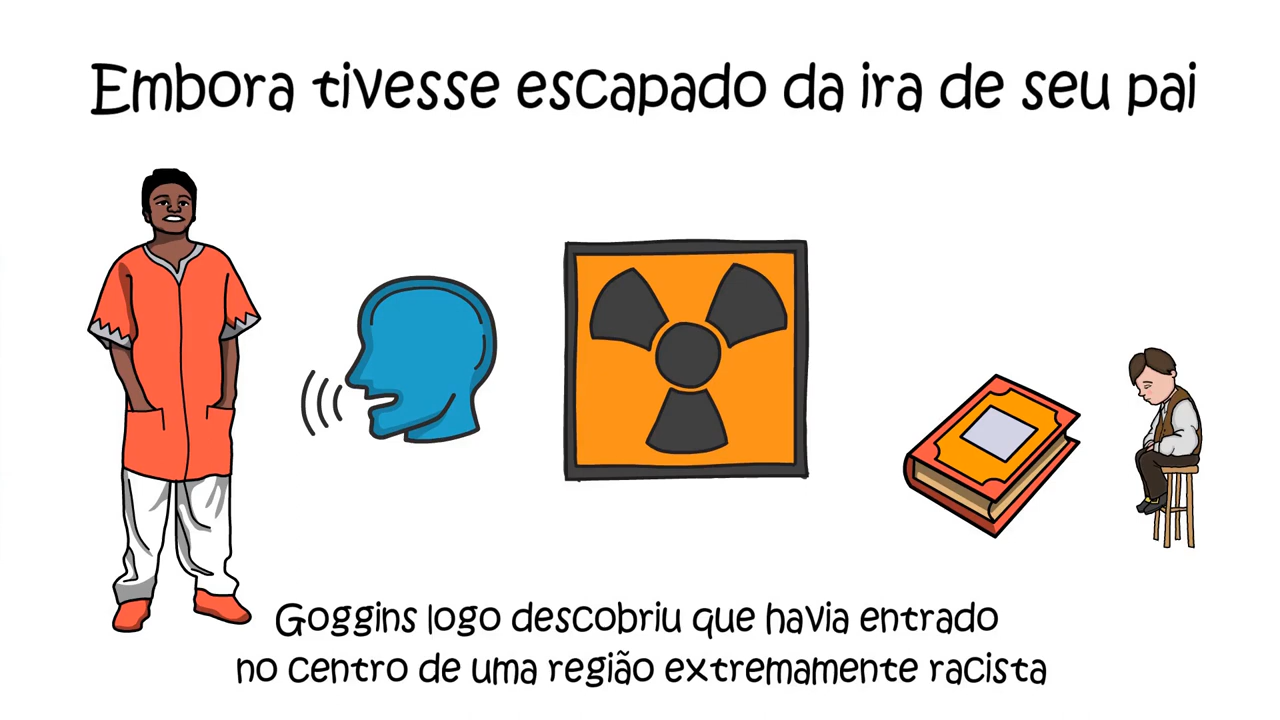 Embora tivesse escapado da ira de seu pai
Goggins logo descobriu que havia entrado
no centro de uma região extremamente racista